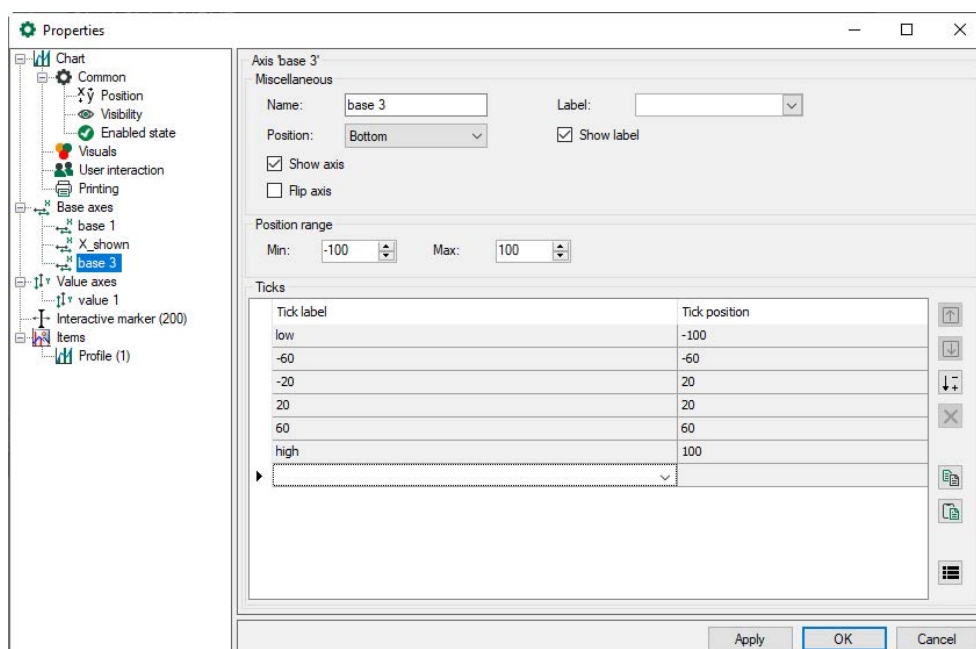 Properties
Chart
Common
Position
Visibility
Enabled state
Visuals
User interaction
Printing
Base axes
base 1
X_shown
base 3
Value axes
value 1
Interactive marker (200)
Items
Profile (1)
Axis 'base 3'
Miscellaneous
Name: base 3 Label:
Position: Bottom Show label
Show axis
Flip axis
Position range
Min: -100 Max: 100
Ticks
Tick label Tick position
low -100
-60 -60
-20 20
20 20
60 60
high 100
Apply OK Cancel